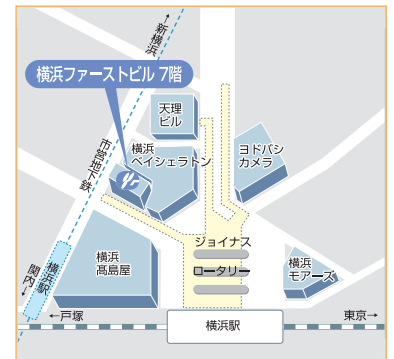 ←新横浜
横浜ファーストビル 7階
天理
ビル
横浜
ベイシェラトン
ヨドバシ
カメラ
市営地下鉄
ジョイナス
横浜
髙島屋
ロータリー
横浜
モアーズ
横浜駅
関内→
←戸塚
東京→
横浜駅